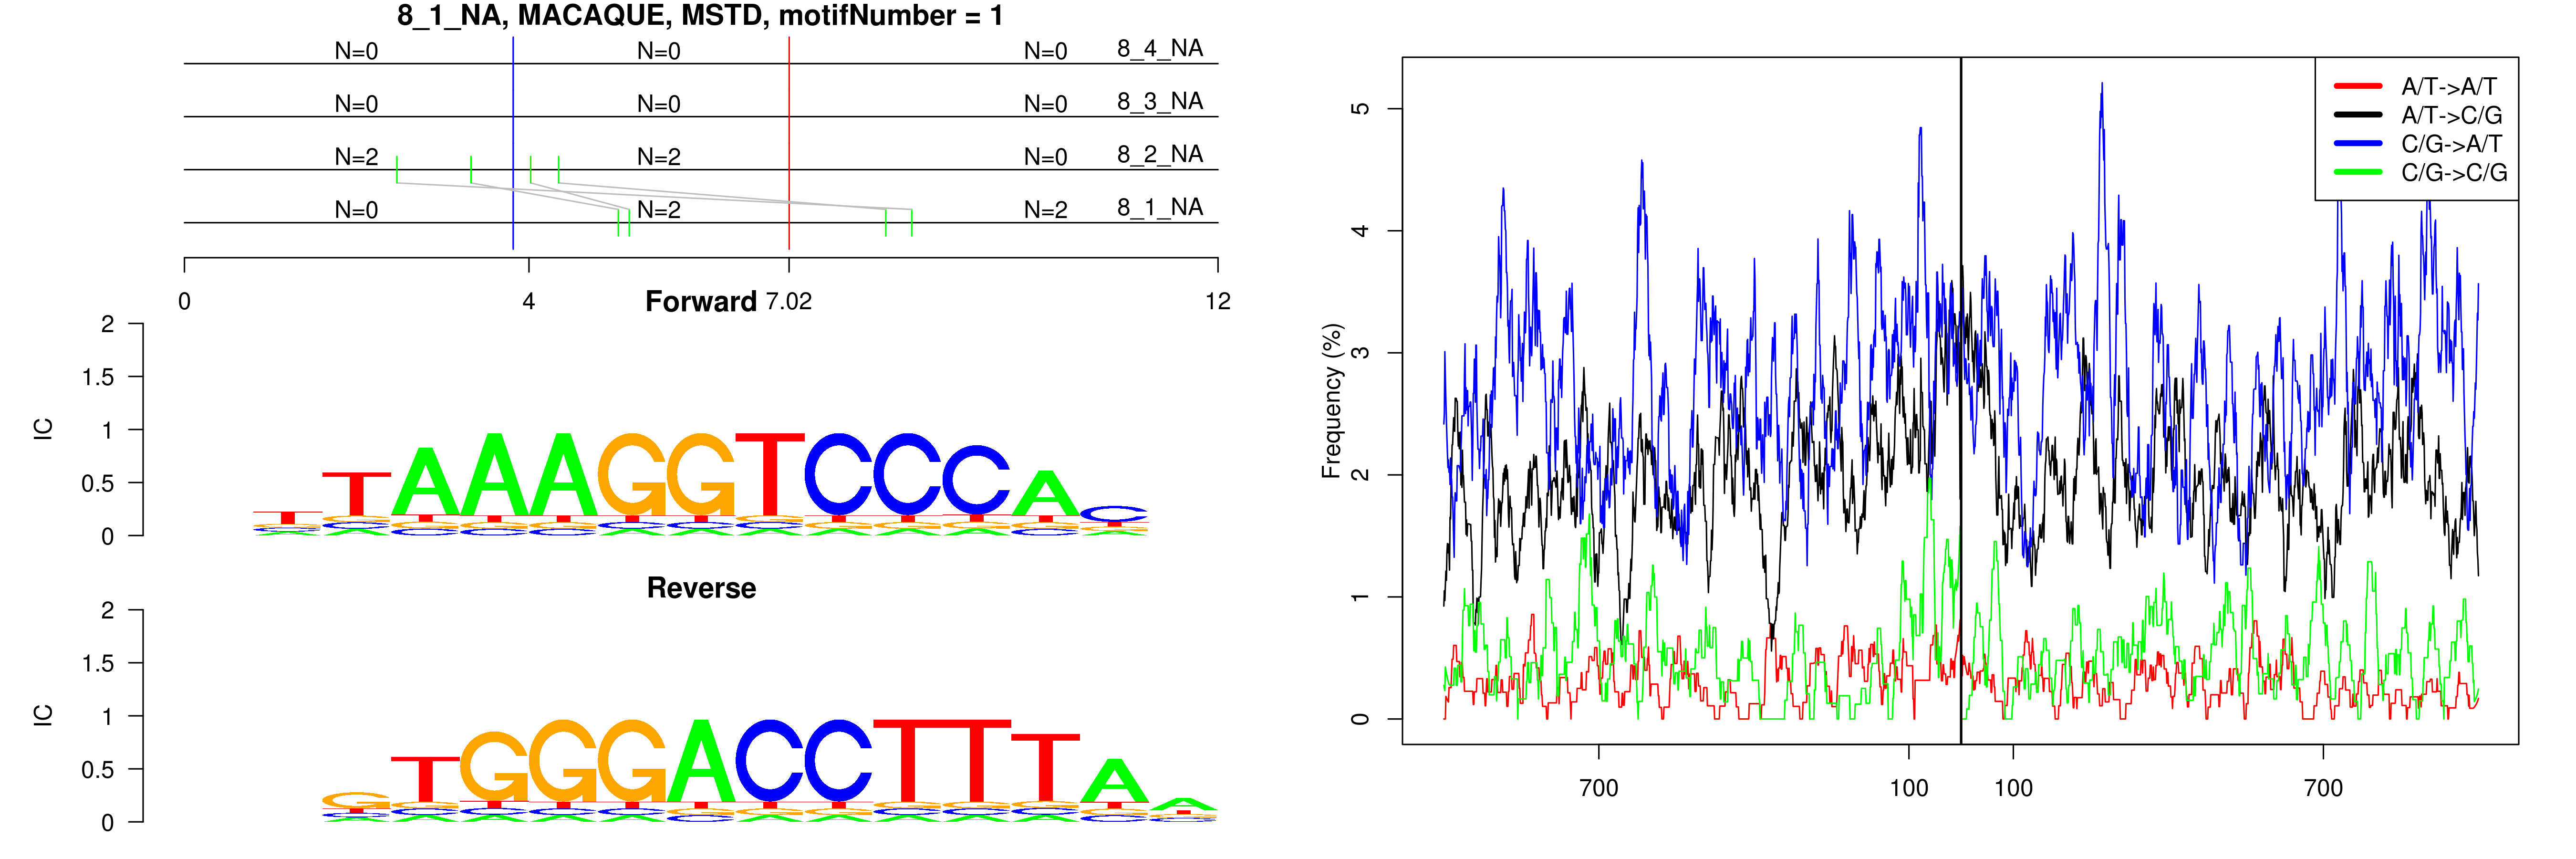 8_1_NA, MACAQUE, MSTD, motifNumber = 1
N=0 N=0 N=0 8_4_NA
N=0 N=0 N=0 8_3_NA
N=2 N=2 N=0 8_2_NA
N=0 N=2 N=2 8_1_NA
0 4 7.02 12
Forward
2
1.5
1
0.5
0
IC
TTAAAGGTCCCAC
Reverse
2
1.5
1
0.5
0
IC
GTGGGACCTTTAA
A/T->A/T
A/T->C/G
C/G->A/T
C/G->C/G
Frequency (%)
5
4
3
2
1
0
700 100 100 700